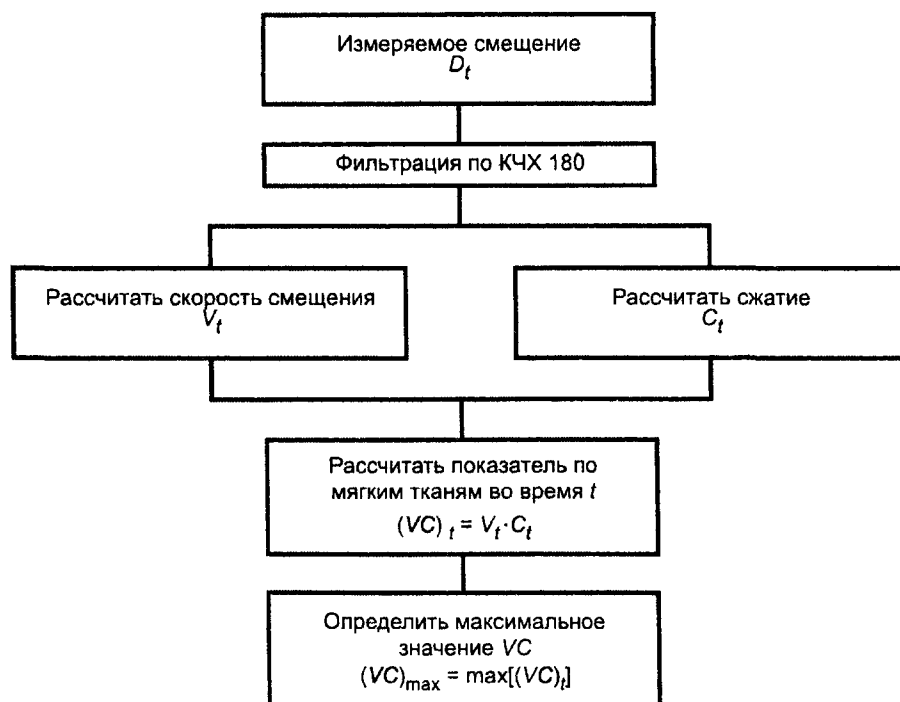 Измеряемое смещение
D_t
Фильтрация по КЧХ 180
Рассчитать скорость смещения
V_t
Рассчитать сжатие
C_t
Рассчитать показатель по
мягким тканям во время t
(VC)_t = V_t·C_t
Определить максимальное
значение VC
(VC)_max = max[(VC)_t]